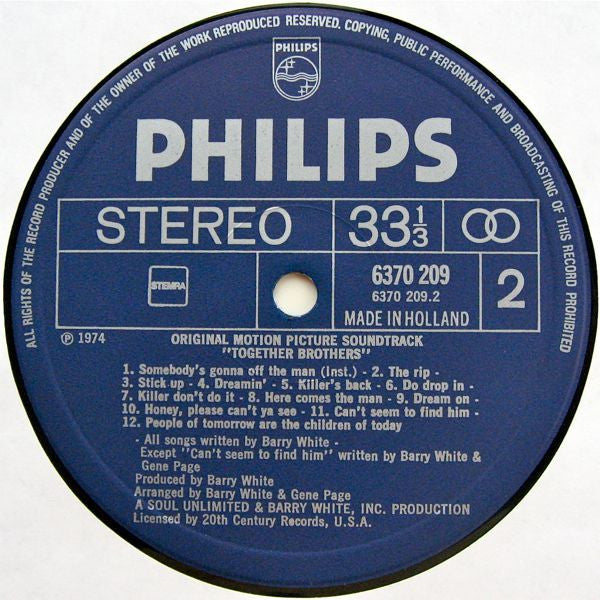 ALL RIGHTS OF THE RECORD PRODUCER AND OF THE OWNER OF THE WORK REPRODUCED RESERVED. COPYING, PUBLIC PERFORMANCE AND BROADCASTING OF THIS RECORD PROHIBITED
PHILIPS
PHILIPS
STEREO 33 1/3
STEMRA 6370 209
6370 209.2
2
MADE IN HOLLAND
℗ 1974 ORIGINAL MOTION PICTURE SOUNDTRACK
"TOGETHER BROTHERS"
1. Somebody's gonna off the man (Inst.) - 2. The rip -
3. Stick up - 4. Dreamin' - 5. Killer's back - 6. Do drop in -
7. Killer don't do it - 8. Here comes the man - 9. Dream on -
10. Honey, please can't ya see - 11. Can't seem to find him -
12. People of tomorrow are the children of today
- All songs written by Barry White -
Except "Can't seem to find him" written by Barry White &
Gene Page
Produced by Barry White
Arranged by Barry White & Gene Page
A SOUL UNLIMITED & BARRY WHITE, INC. PRODUCTION
Licensed by 20th Century Records, U.S.A.